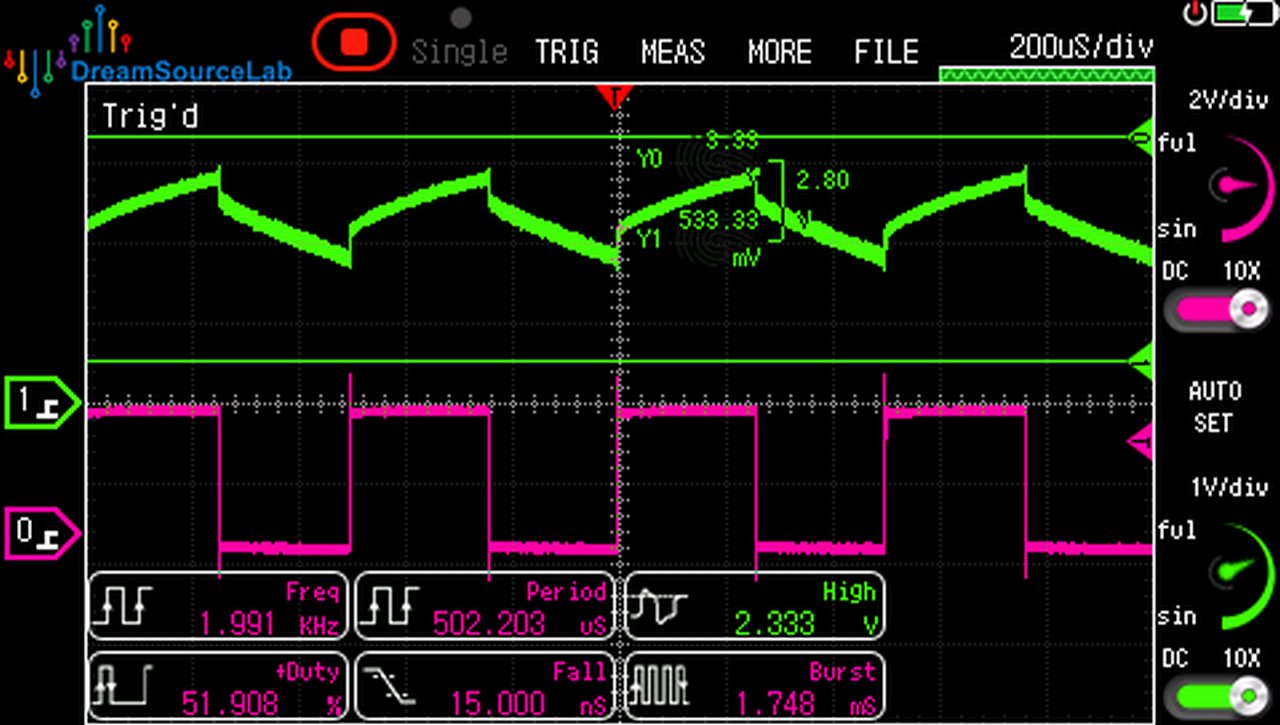 DreamSourceLab
Single TRIG MEAS MORE FILE 200uS/div
Trig'd
T
2V/div
ful
sin
DC 10X
Y0 3.33 V
2.80 V
Y1 533.33 mV
0
1
T
1
0
AUTO
SET
1V/div
ful
sin
DC 10X
Freq
1.991 KHz
Period
502.203 uS
High
2.333 V
+Duty
51.908 %
Fall
15.000 nS
Burst
1.748 mS